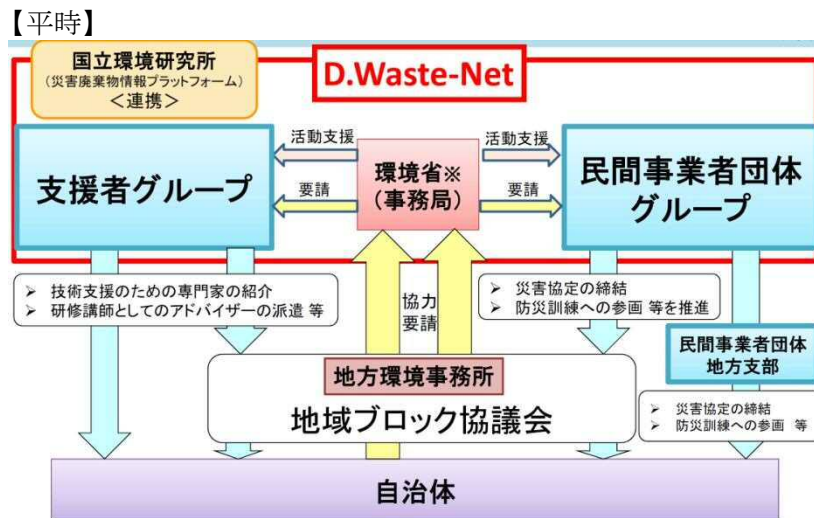 【平時】
国立環境研究所
（災害廃棄物情報プラットフォーム）
＜連携＞
D.Waste-Net
支援者グループ
活動支援
要請
環境省※
（事務局）
活動支援
要請
民間事業者団体
グループ
➢ 技術支援のための専門家の紹介
➢ 研修講師としてのアドバイザーの派遣 等
協力
要請
➢ 災害協定の締結
➢ 防災訓練への参画 等を推進
民間事業者団体
地方支部
➢ 災害協定の締結
➢ 防災訓練への参画 等
地方環境事務所
地域ブロック協議会
自治体